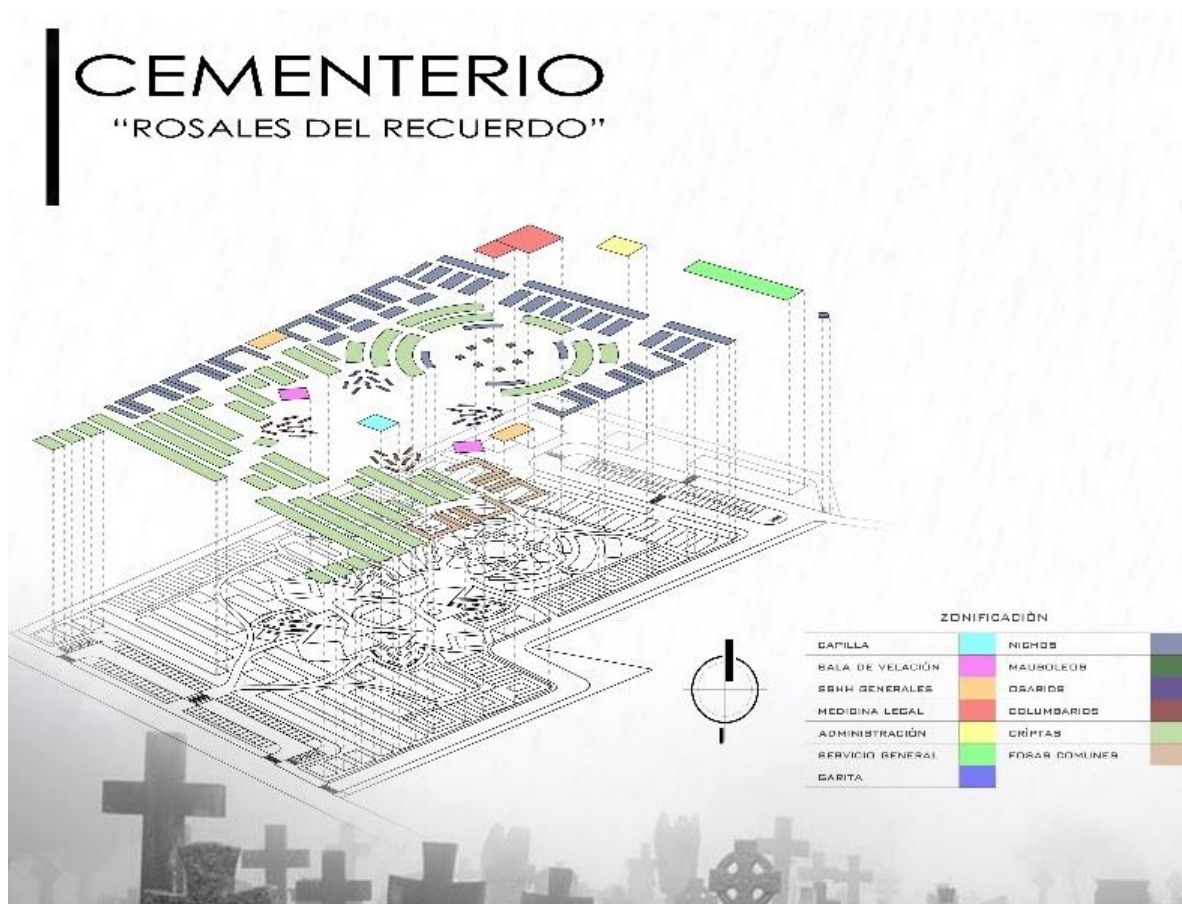 CEMENTERIO
“ROSALES DEL RECUERDO”
ZONIFICACIÓN
CAPILLA NICHOS
SALA DE VELACIÓN MAUSOLEOS
SSHH GENERALES OSARIOS
MEDICINA LEGAL COLUMBARIOS
ADMINISTRACIÓN CRÍPTAS
SERVICIO GENERAL FOSAS COMUNES
GARITA